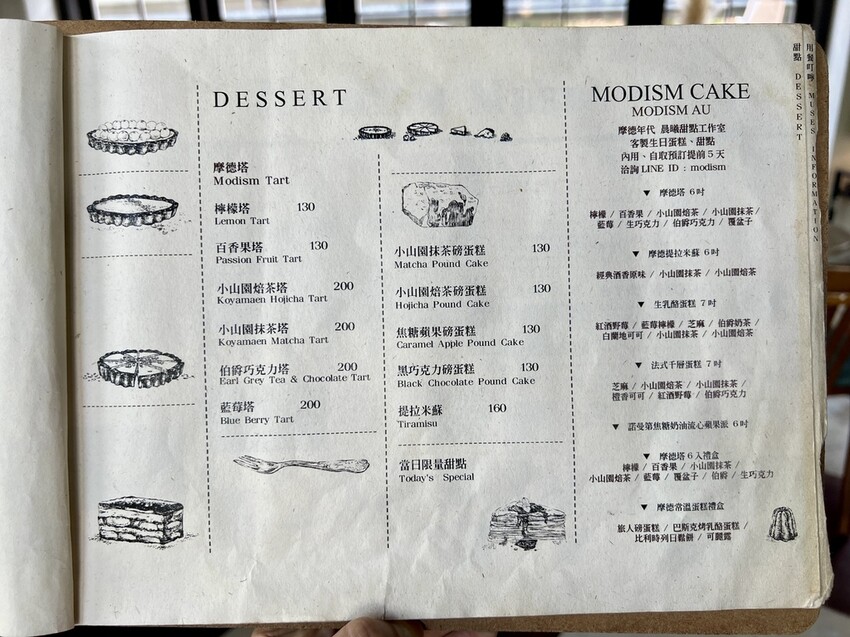 DESSERT
摩德塔
Modism Tart
檸檬塔 130
Lemon Tart
百香果塔 130
Passion Fruit Tart
小山園焙茶塔 200
Koyamaen Hojicha Tart
小山園抹茶塔 200
Koyamaen Matcha Tart
伯爵巧克力塔 200
Earl Grey Tea & Chocolate Tart
藍莓塔 200
Blue Berry Tart
小山園抹茶磅蛋糕 130
Matcha Pound Cake
小山園焙茶磅蛋糕 130
Hojicha Pound Cake
焦糖蘋果磅蛋糕 130
Caramel Apple Pound Cake
黑巧克力磅蛋糕 130
Black Chocolate Pound Cake
提拉米蘇 160
Tiramisu
當日限量甜點
Today's Special
MODISM CAKE
MODISM AU
摩德年代 晨曦甜點工作室
客製生日蛋糕、甜點
內用、自取預訂提前5天
洽詢 LINE ID : modism
▼ 摩德塔 6吋
檸檬 / 百香果 / 小山園焙茶 / 小山園抹茶 /
藍莓 / 生巧克力 / 伯爵巧克力 / 覆盆子
▼ 摩德提拉米蘇 6吋
經典酒香原味 / 小山園抹茶 / 小山園焙茶
▼ 生乳酪蛋糕 7吋
紅酒野莓 / 藍莓檸檬 / 芝麻 / 伯爵奶茶 /
白蘭地可可 / 小山園抹茶 / 小山園焙茶
▼ 法式千層蛋糕 7吋
芝麻 / 小山園焙茶 / 小山園抹茶 /
橙香可可 / 紅酒野莓 / 伯爵巧克力
▼ 諾曼第焦糖奶油流心蘋果派 6吋
▼ 摩德塔 6入禮盒
檸檬 / 百香果 / 小山園抹茶 /
小山園焙茶 / 藍莓 / 覆盆子 / 伯爵 / 生巧克力
▼ 摩德常溫蛋糕禮盒
旅人磅蛋糕 / 巴斯克烤乳酪蛋糕 /
比利時列日鬆餅 / 可麗露
甜點 DESSERT
用餐叮嚀 MUSES INFORMATION